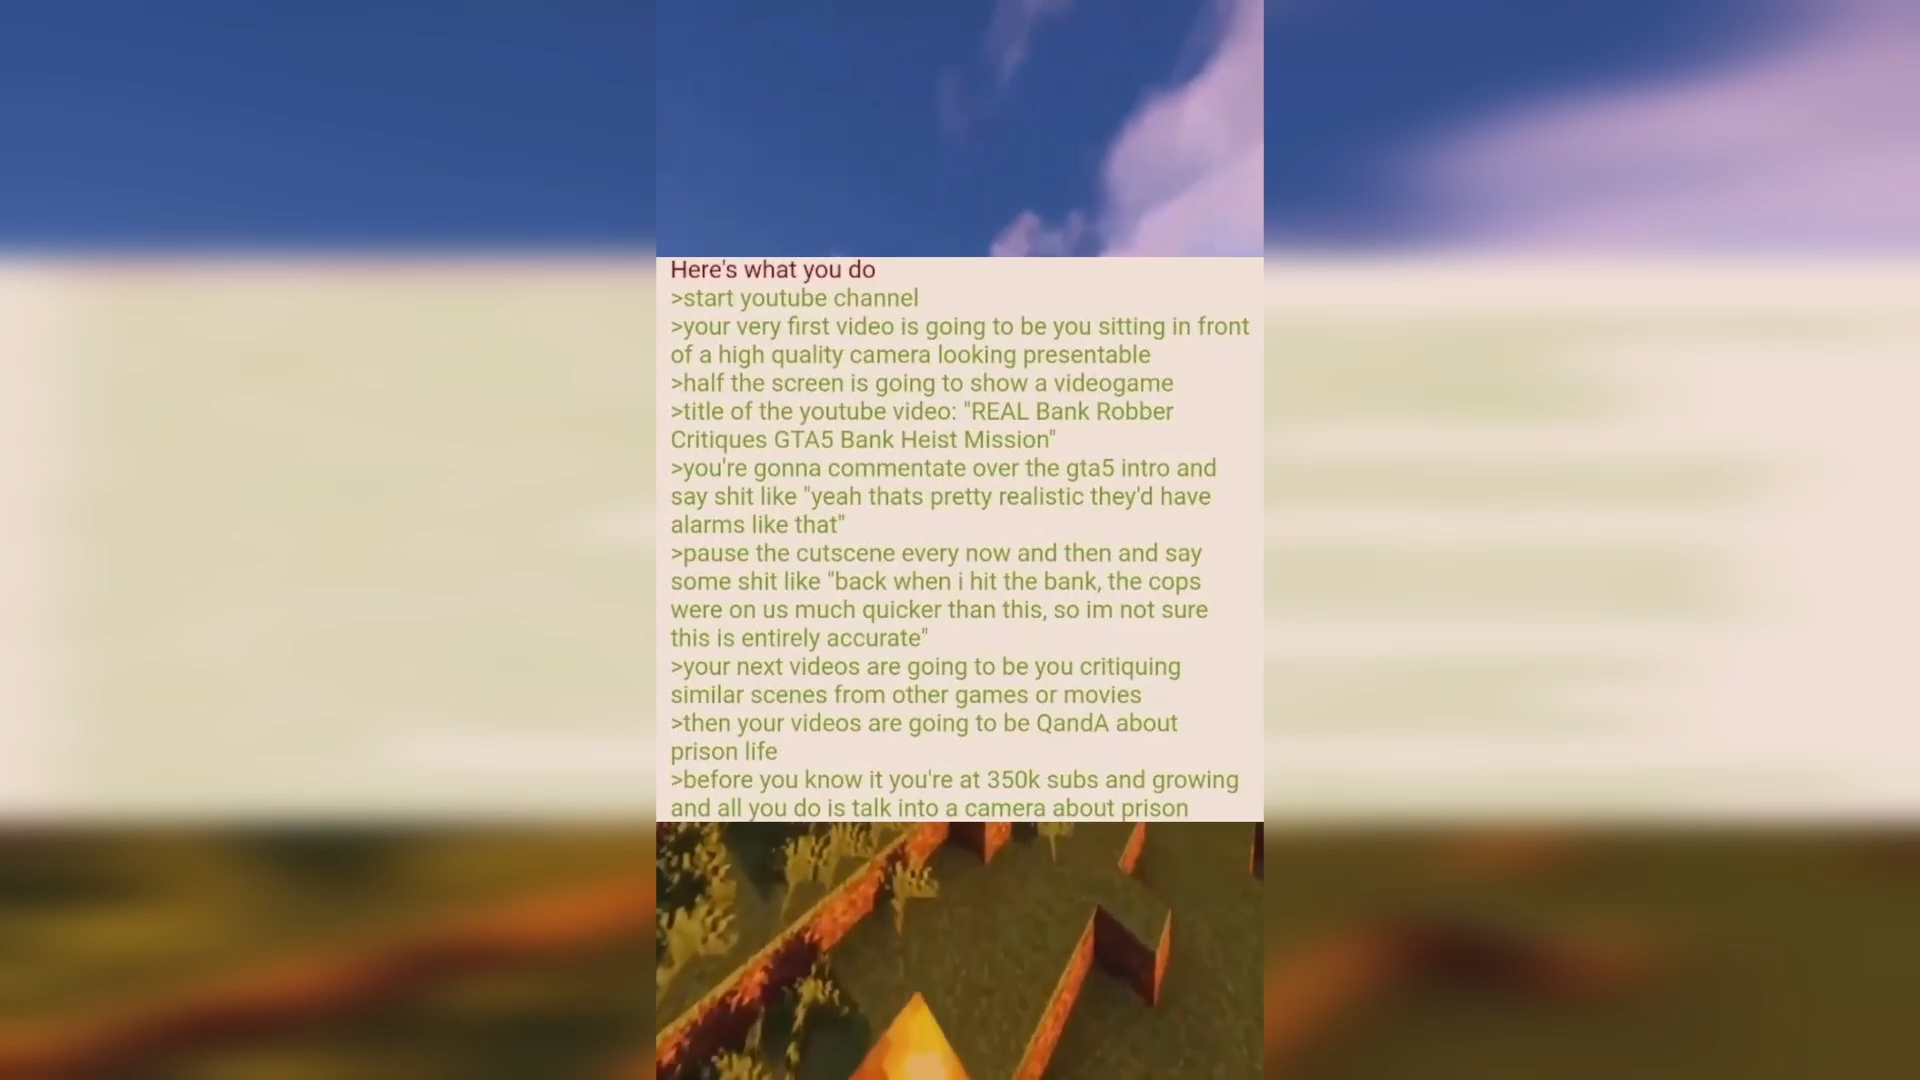 Here's what you do
>start youtube channel
>your very first video is going to be you sitting in front
of a high quality camera looking presentable
>half the screen is going to show a videogame
>title of the youtube video: "REAL Bank Robber
Critiques GTA5 Bank Heist Mission"
>you're gonna commentate over the gta5 intro and
say shit like "yeah thats pretty realistic they'd have
alarms like that"
>pause the cutscene every now and then and say
some shit like "back when i hit the bank, the cops
were on us much quicker than this, so im not sure
this is entirely accurate"
>your next videos are going to be you critiquing
similar scenes from other games or movies
>then your videos are going to be QandA about
prison life
>before you know it you're at 350k subs and growing
and all you do is talk into a camera about prison